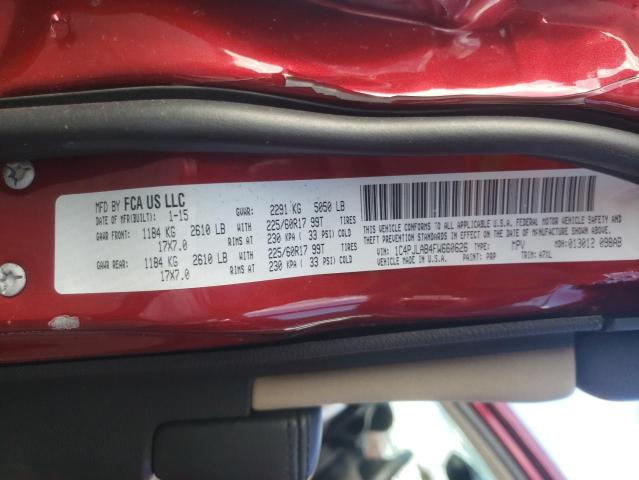 MFD BY FCA US LLC
DATE OF MFR(BUILT): 1-15 GVWR: 2291 KG 5050 LB
GAWR FRONT: 1184 KG 2610 LB WITH 225/60R17 99T TIRES
17X7.0 RIMS AT 230 KPA ( 33 PSI) COLD
GAWR REAR: 1184 KG 2610 LB WITH 225/60R17 99T TIRES
17X7.0 RIMS AT 230 KPA ( 33 PSI) COLD
THIS VEHICLE CONFORMS TO ALL APPLICABLE U.S.A. FEDERAL MOTOR VEHICLE SAFETY AND
THEFT PREVENTION STANDARDS IN EFFECT ON THE DATE OF MANUFACTURE SHOWN ABOVE.
VIN: 1C4PJLAB4FW660626 TYPE: MPV MDH: 013012 098AB
VEHICLE MADE IN U.S.A. PAINT: PRP TRIM: A7XL